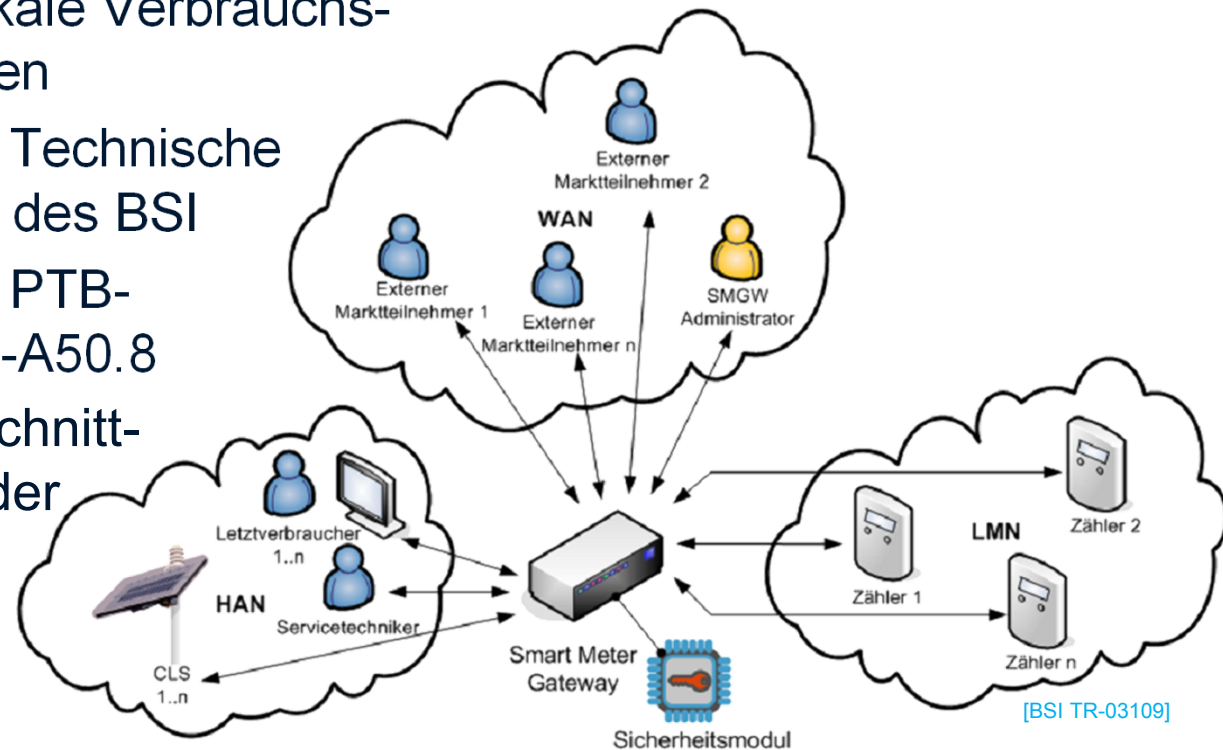 kale Verbrauchs-
en
Technische
des BSI
PTB-
-A50.8
chnitt-
der
Externer
Marktteilnehmer 2
WAN
Externer
Marktteilnehmer 1
Externer
Marktteilnehmer n
SMGW
Administrator
Letztverbraucher
1..n
HAN
Servicetechniker
CLS
1..n
Smart Meter
Gateway
Sicherheitsmodul
LMN
Zähler 2
Zähler 1
Zähler n
[BSI TR-03109]